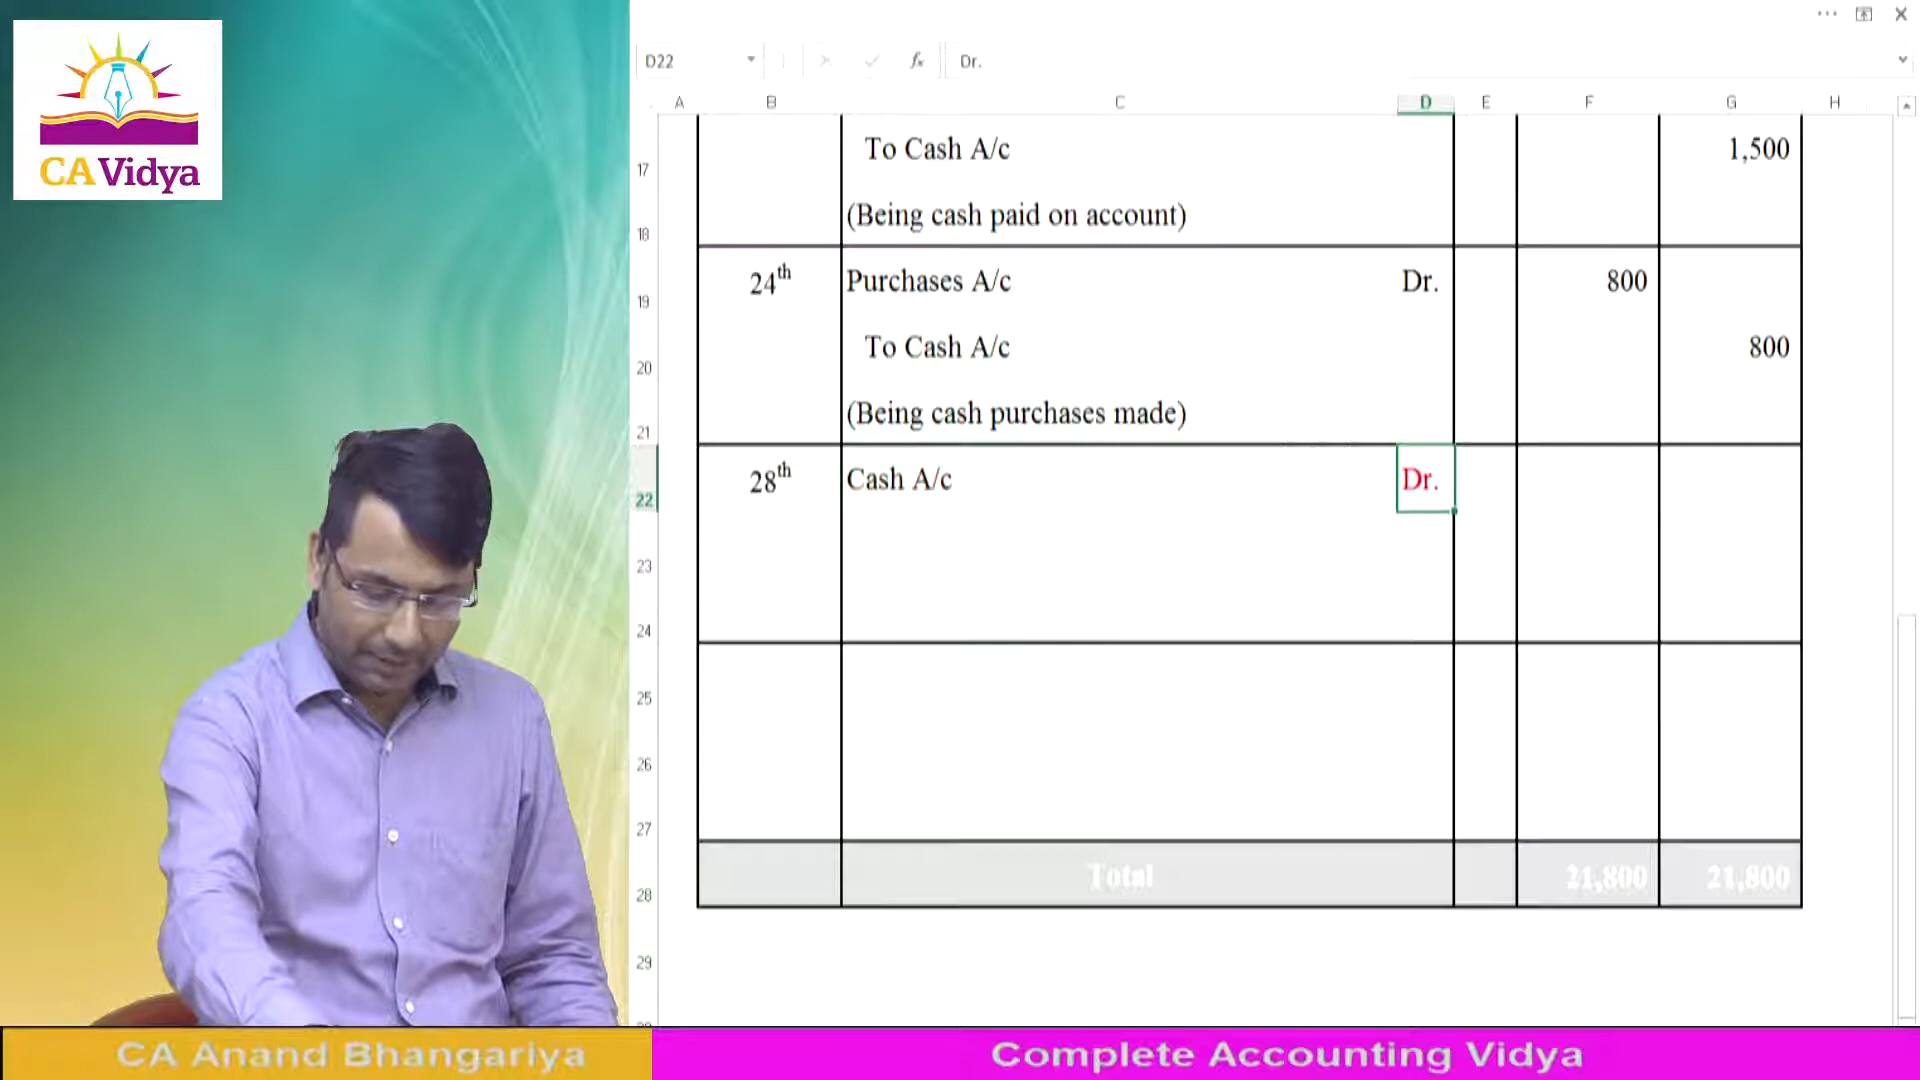 CA Vidya
D22 fx Dr.
A B C D E F G H
17 To Cash A/c 1,500
18 (Being cash paid on account)
19 24th Purchases A/c Dr. 800
20 To Cash A/c 800
21 (Being cash purchases made)
22 28th Cash A/c Dr.
23
24
25
26
27
28 Total 21,800 21,800
29
CA Anand Bhangariya
Complete Accounting Vidya